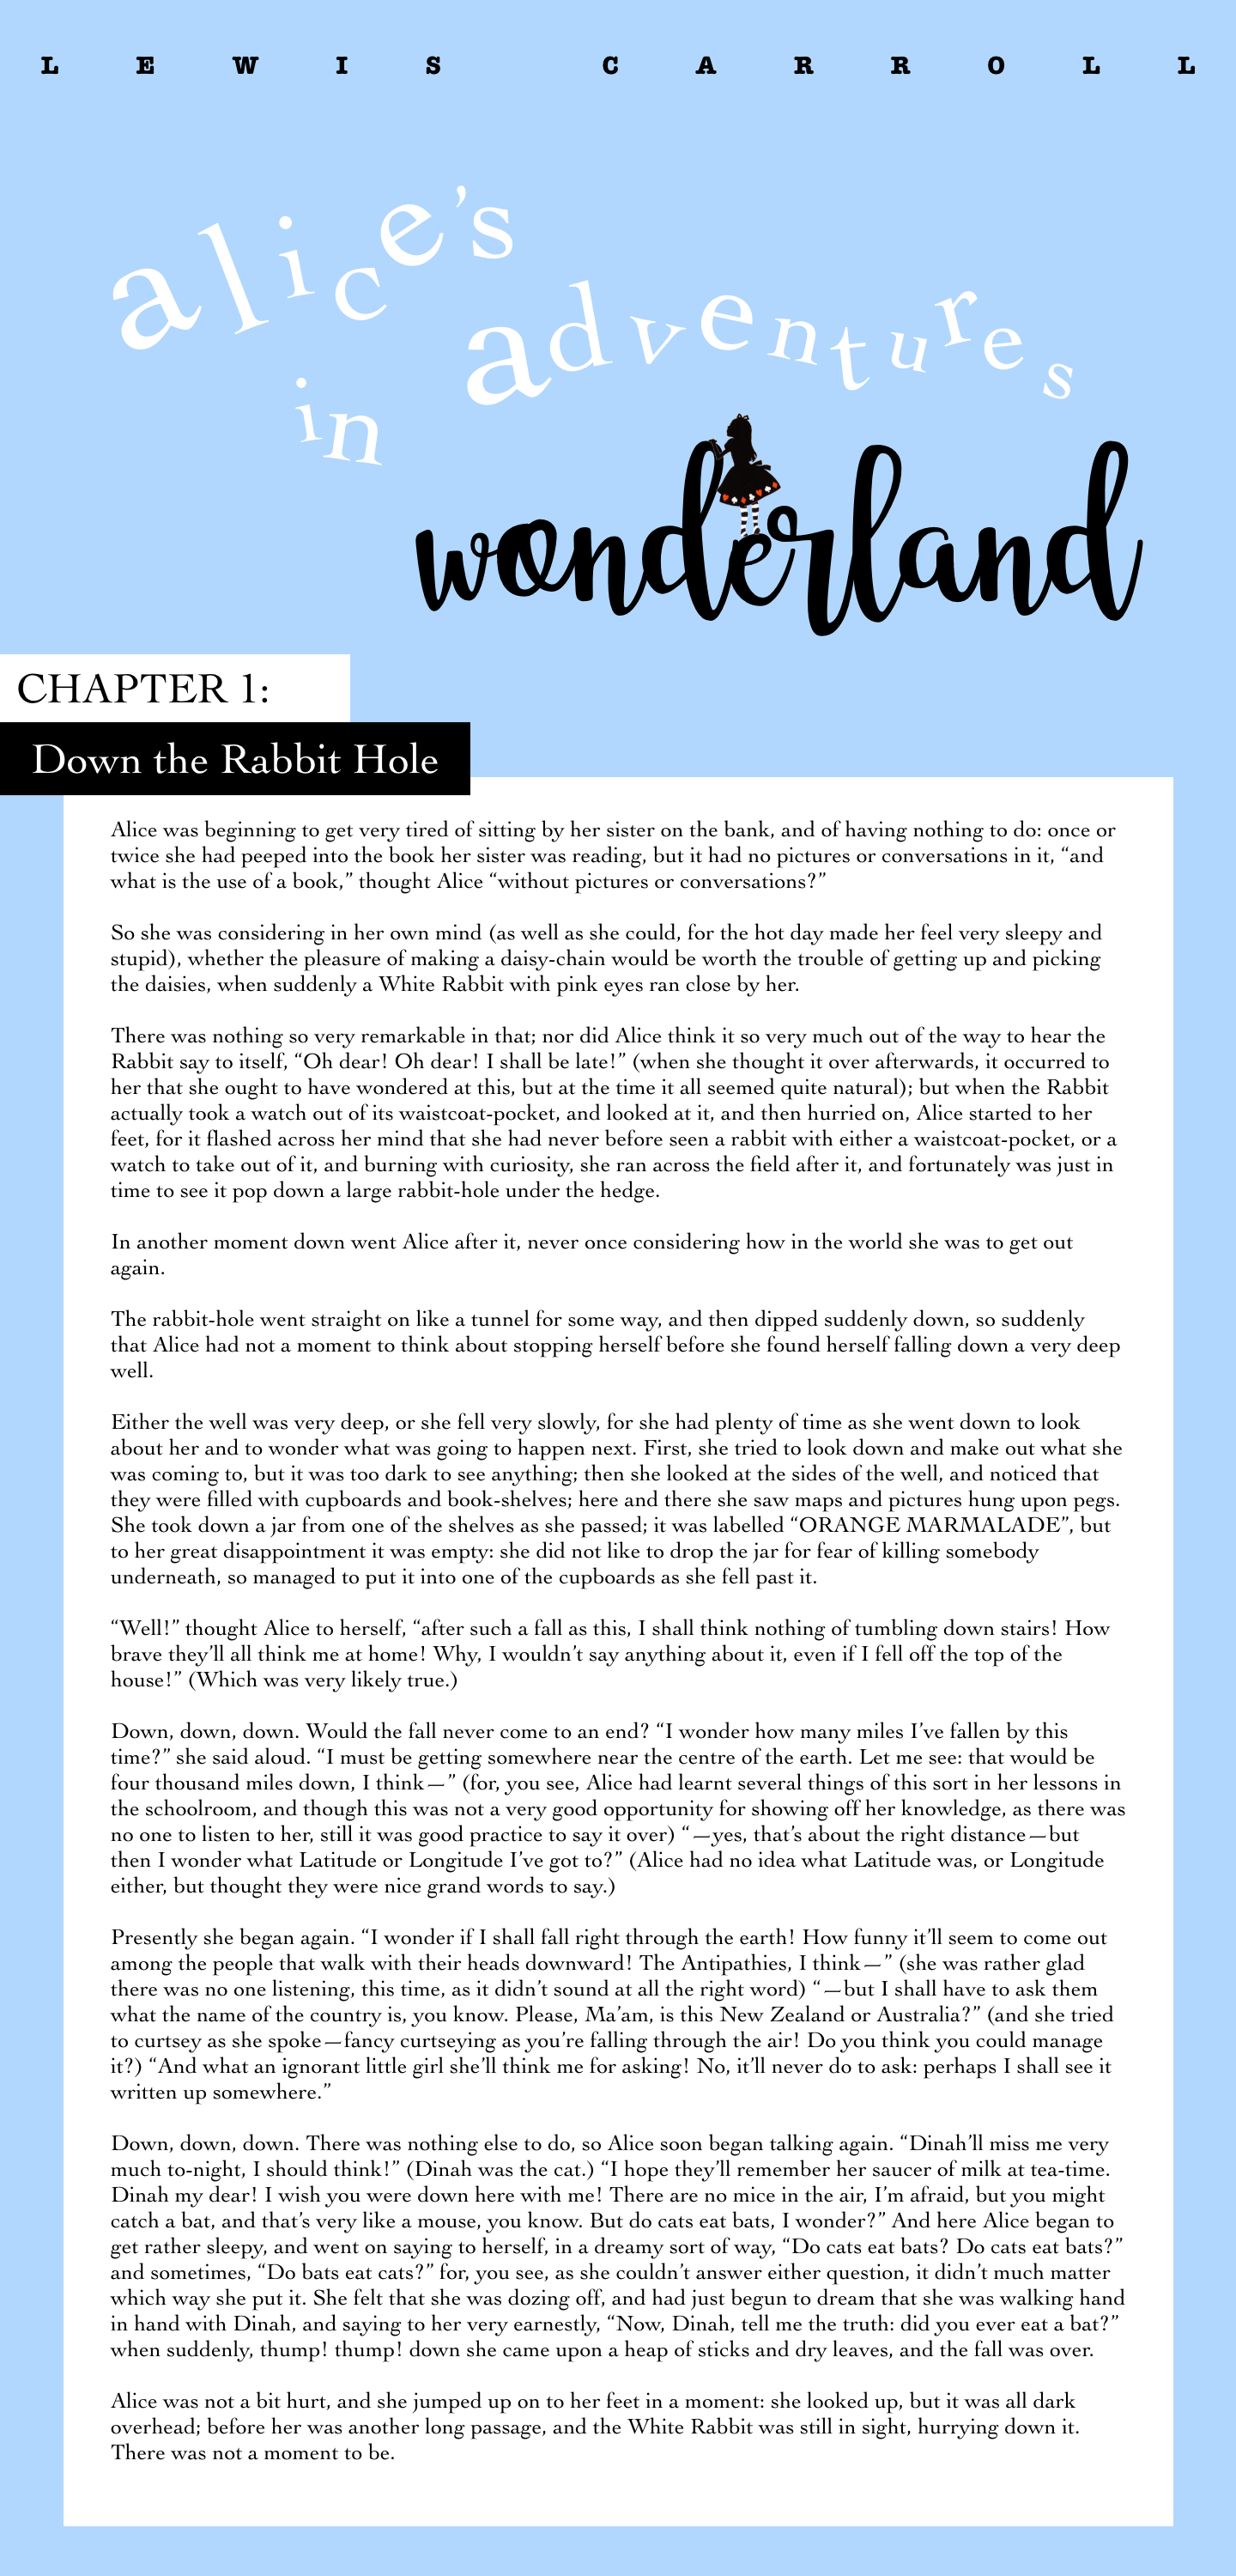 LEWIS CARROLL
alice's
adventures
in
wonderland
CHAPTER 1:
Down the Rabbit Hole
Alice was beginning to get very tired of sitting by her sister on the bank, and of having nothing to do: once or
twice she had peeped into the book her sister was reading, but it had no pictures or conversations in it, “and
what is the use of a book,” thought Alice “without pictures or conversations?”
So she was considering in her own mind (as well as she could, for the hot day made her feel very sleepy and
stupid), whether the pleasure of making a daisy-chain would be worth the trouble of getting up and picking
the daisies, when suddenly a White Rabbit with pink eyes ran close by her.
There was nothing so very remarkable in that; nor did Alice think it so very much out of the way to hear the
Rabbit say to itself, “Oh dear! Oh dear! I shall be late!” (when she thought it over afterwards, it occurred to
her that she ought to have wondered at this, but at the time it all seemed quite natural); but when the Rabbit
actually took a watch out of its waistcoat-pocket, and looked at it, and then hurried on, Alice started to her
feet, for it flashed across her mind that she had never before seen a rabbit with either a waistcoat-pocket, or a
watch to take out of it, and burning with curiosity, she ran across the field after it, and fortunately was just in
time to see it pop down a large rabbit-hole under the hedge.
In another moment down went Alice after it, never once considering how in the world she was to get out
again.
The rabbit-hole went straight on like a tunnel for some way, and then dipped suddenly down, so suddenly
that Alice had not a moment to think about stopping herself before she found herself falling down a very deep
well.
Either the well was very deep, or she fell very slowly, for she had plenty of time as she went down to look
about her and to wonder what was going to happen next. First, she tried to look down and make out what she
was coming to, but it was too dark to see anything; then she looked at the sides of the well, and noticed that
they were filled with cupboards and book-shelves; here and there she saw maps and pictures hung upon pegs.
She took down a jar from one of the shelves as she passed; it was labelled “ORANGE MARMALADE”, but
to her great disappointment it was empty: she did not like to drop the jar for fear of killing somebody
underneath, so managed to put it into one of the cupboards as she fell past it.
“Well!” thought Alice to herself, “after such a fall as this, I shall think nothing of tumbling down stairs! How
brave they’ll all think me at home! Why, I wouldn’t say anything about it, even if I fell off the top of the
house!” (Which was very likely true.)
Down, down, down. Would the fall never come to an end? “I wonder how many miles I’ve fallen by this
time?” she said aloud. “I must be getting somewhere near the centre of the earth. Let me see: that would be
four thousand miles down, I think—” (for, you see, Alice had learnt several things of this sort in her lessons in
the schoolroom, and though this was not a very good opportunity for showing off her knowledge, as there was
no one to listen to her, still it was good practice to say it over) “—yes, that’s about the right distance—but
then I wonder what Latitude or Longitude I’ve got to?” (Alice had no idea what Latitude was, or Longitude
either, but thought they were nice grand words to say.)
Presently she began again. “I wonder if I shall fall right through the earth! How funny it’ll seem to come out
among the people that walk with their heads downward! The Antipathies, I think—” (she was rather glad
there was no one listening, this time, as it didn’t sound at all the right word) “—but I shall have to ask them
what the name of the country is, you know. Please, Ma’am, is this New Zealand or Australia?” (and she tried
to curtsey as she spoke—fancy curtseying as you’re falling through the air! Do you think you could manage
it?) “And what an ignorant little girl she’ll think me for asking! No, it’ll never do to ask: perhaps I shall see it
written up somewhere.”
Down, down, down. There was nothing else to do, so Alice soon began talking again. “Dinah’ll miss me very
much to-night, I should think!” (Dinah was the cat.) “I hope they’ll remember her saucer of milk at tea-time.
Dinah my dear! I wish you were down here with me! There are no mice in the air, I’m afraid, but you might
catch a bat, and that’s very like a mouse, you know. But do cats eat bats, I wonder?” And here Alice began to
get rather sleepy, and went on saying to herself, in a dreamy sort of way, “Do cats eat bats? Do cats eat bats?”
and sometimes, “Do bats eat cats?” for, you see, as she couldn’t answer either question, it didn’t much matter
which way she put it. She felt that she was dozing off, and had just begun to dream that she was walking hand
in hand with Dinah, and saying to her very earnestly, “Now, Dinah, tell me the truth: did you ever eat a bat?”
when suddenly, thump! thump! down she came upon a heap of sticks and dry leaves, and the fall was over.
Alice was not a bit hurt, and she jumped up on to her feet in a moment: she looked up, but it was all dark
overhead; before her was another long passage, and the White Rabbit was still in sight, hurrying down it.
There was not a moment to be.